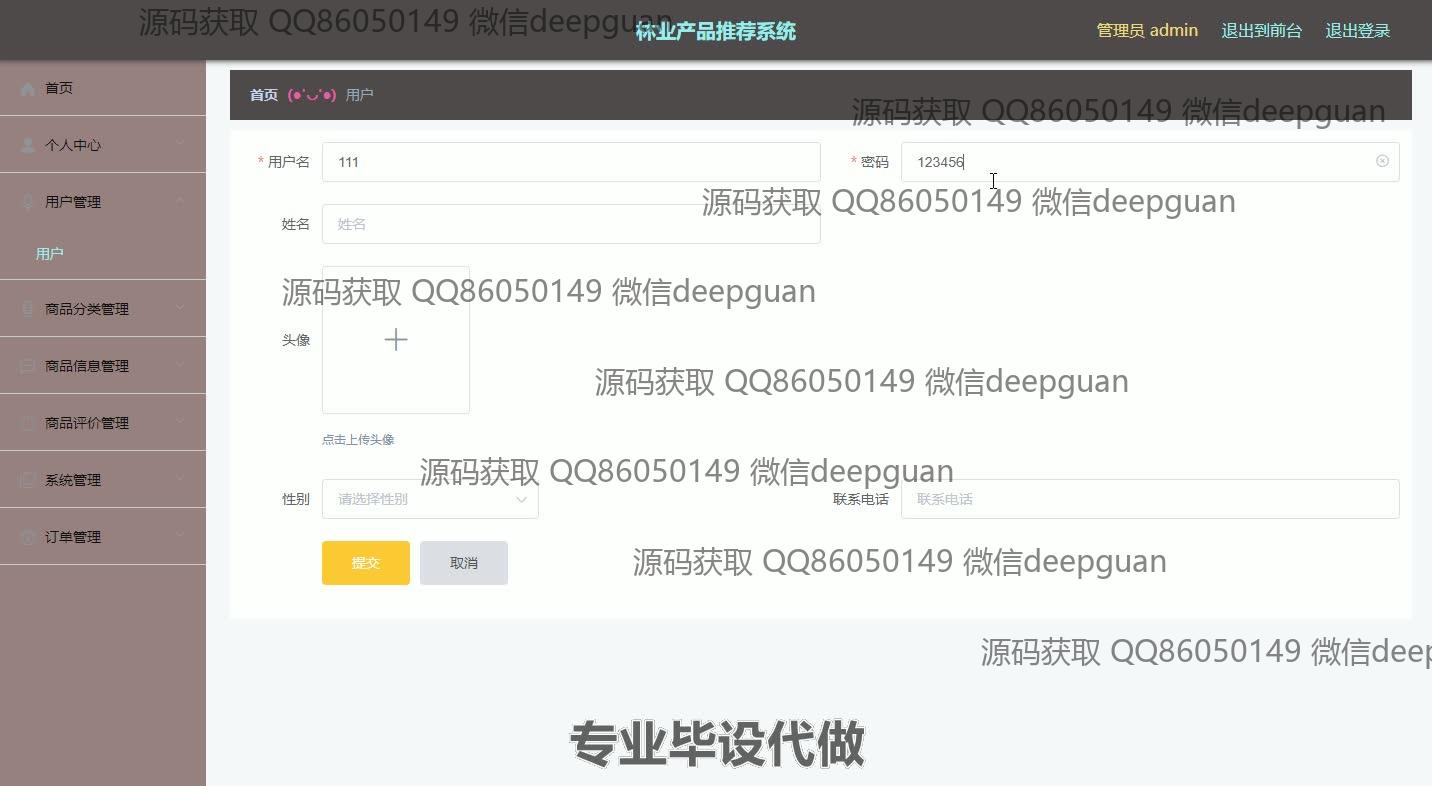 源码获取 QQ86050149 微信deepguan
林业产品推荐系统
管理员 admin 退出到前台 退出登录
首页
个人中心
用户管理
用户
商品分类管理
商品信息管理
商品评价管理
系统管理
订单管理
首页 (●'◡'●) 用户
源码获取 QQ86050149 微信deepguan
* 用户名 111
* 密码 123456
源码获取 QQ86050149 微信deepguan
姓名 姓名
源码获取 QQ86050149 微信deepguan
头像
源码获取 QQ86050149 微信deepguan
点击上传头像
源码获取 QQ86050149 微信deepguan
性别 请选择性别
联系电话 联系电话
提交 取消
源码获取 QQ86050149 微信deepguan
源码获取 QQ86050149 微信deep
专业毕设代做